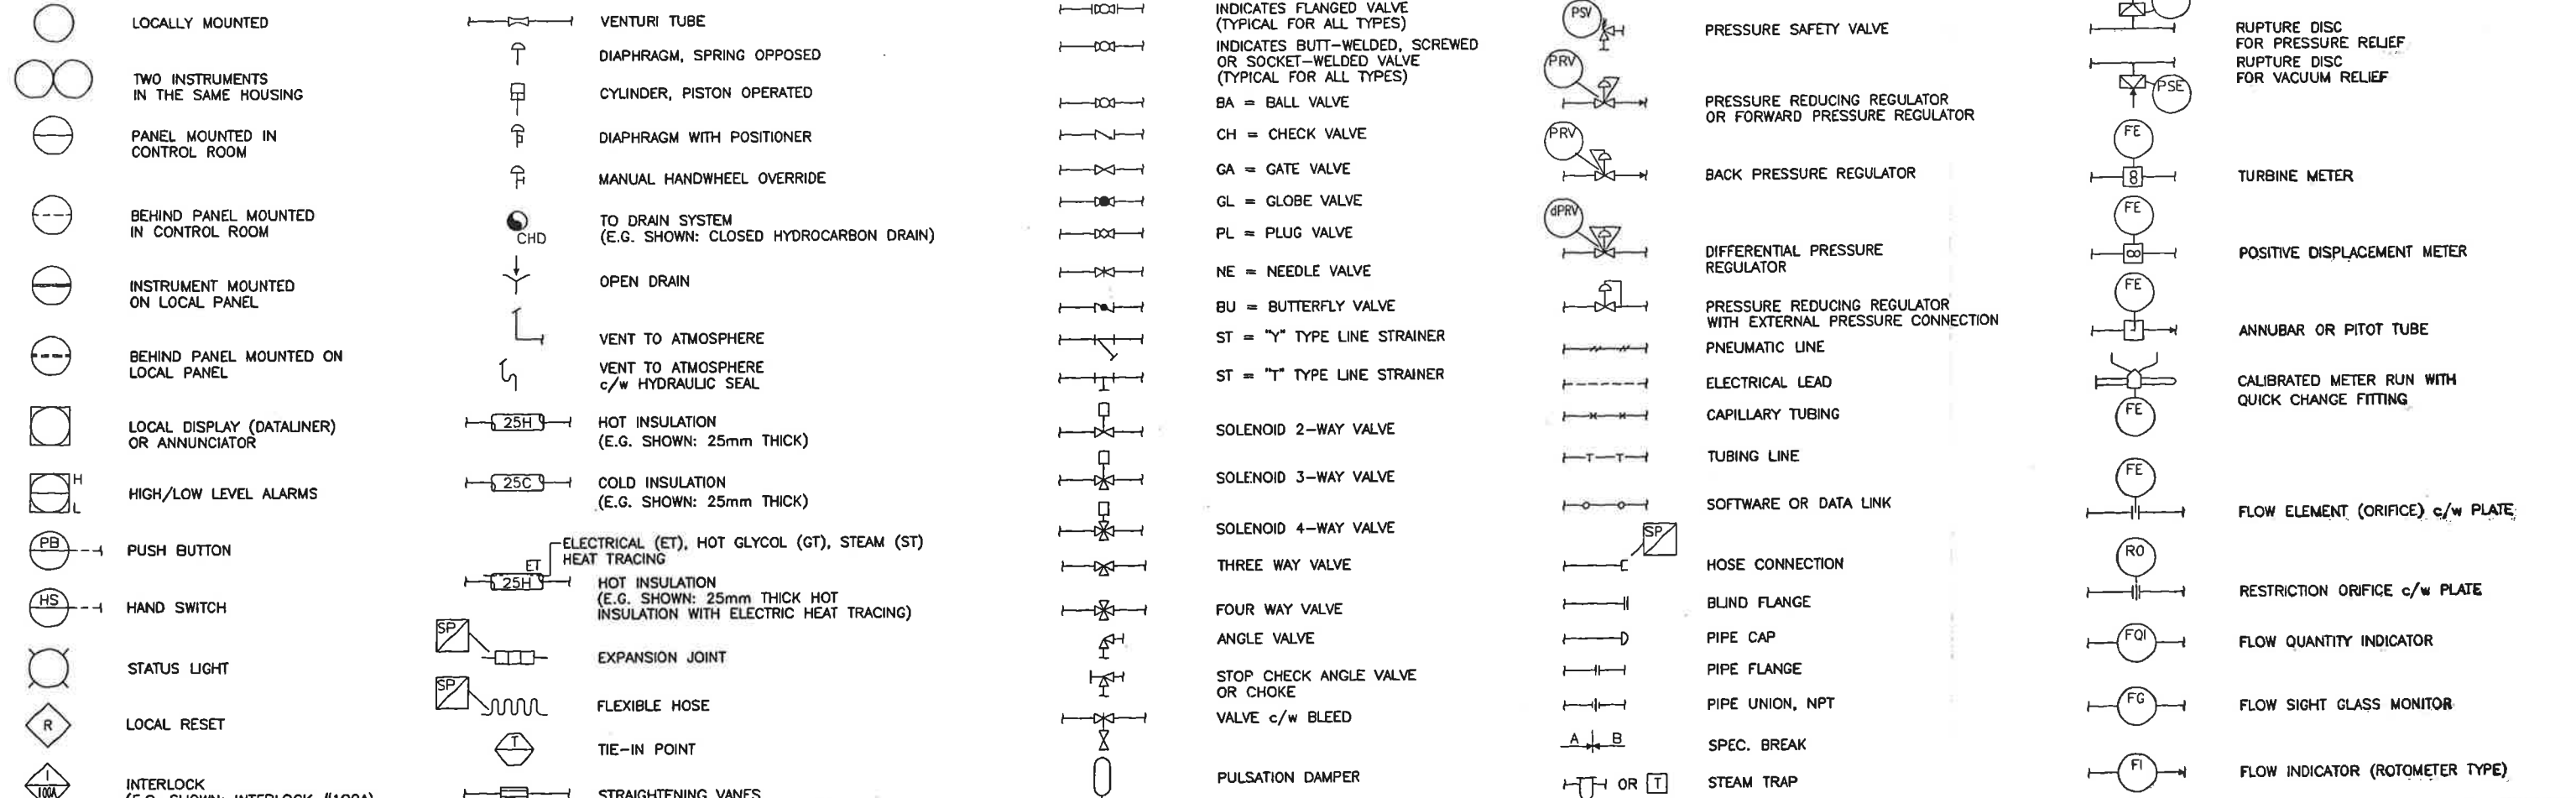 LOCALLY MOUNTED
TWO INSTRUMENTS
IN THE SAME HOUSING
PANEL MOUNTED IN
CONTROL ROOM
BEHIND PANEL MOUNTED
IN CONTROL ROOM
INSTRUMENT MOUNTED
ON LOCAL PANEL
BEHIND PANEL MOUNTED ON
LOCAL PANEL
LOCAL DISPLAY (DATALINER)
OR ANNUNCIATOR
H
L
HIGH/LOW LEVEL ALARMS
PB
PUSH BUTTON
HS
HAND SWITCH
STATUS LIGHT
R
LOCAL RESET
I
100A
INTERLOCK
(E.G. SHOWN: INTERLOCK #100A)
VENTURI TUBE
DIAPHRAGM, SPRING OPPOSED
CYLINDER, PISTON OPERATED
DIAPHRAGM WITH POSITIONER
MANUAL HANDWHEEL OVERRIDE
CHD
TO DRAIN SYSTEM
(E.G. SHOWN: CLOSED HYDROCARBON DRAIN)
OPEN DRAIN
VENT TO ATMOSPHERE
VENT TO ATMOSPHERE
c/w HYDRAULIC SEAL
25H
HOT INSULATION
(E.G. SHOWN: 25mm THICK)
25C
COLD INSULATION
(E.G. SHOWN: 25mm THICK)
ELECTRICAL (ET), HOT GLYCOL (GT), STEAM (ST)
HEAT TRACING
ET
25H
HOT INSULATION
(E.G. SHOWN: 25mm THICK HOT
INSULATION WITH ELECTRIC HEAT TRACING)
SP
EXPANSION JOINT
SP
FLEXIBLE HOSE
T
TIE-IN POINT
STRAIGHTENING VANES
INDICATES FLANGED VALVE
(TYPICAL FOR ALL TYPES)
INDICATES BUTT-WELDED, SCREWED
OR SOCKET-WELDED VALVE
(TYPICAL FOR ALL TYPES)
BA = BALL VALVE
CH = CHECK VALVE
GA = GATE VALVE
GL = GLOBE VALVE
PL = PLUG VALVE
NE = NEEDLE VALVE
BU = BUTTERFLY VALVE
ST = "Y" TYPE LINE STRAINER
ST = "T" TYPE LINE STRAINER
SOLENOID 2-WAY VALVE
SOLENOID 3-WAY VALVE
SOLENOID 4-WAY VALVE
THREE WAY VALVE
FOUR WAY VALVE
ANGLE VALVE
STOP CHECK ANGLE VALVE
OR CHOKE
VALVE c/w BLEED
PULSATION DAMPER
PSV
PRESSURE SAFETY VALVE
PRV
PRESSURE REDUCING REGULATOR
OR FORWARD PRESSURE REGULATOR
PRV
BACK PRESSURE REGULATOR
dPRV
DIFFERENTIAL PRESSURE
REGULATOR
PRESSURE REDUCING REGULATOR
WITH EXTERNAL PRESSURE CONNECTION
PNEUMATIC LINE
ELECTRICAL LEAD
CAPILLARY TUBING
T T
TUBING LINE
SOFTWARE OR DATA LINK
SP
HOSE CONNECTION
BLIND FLANGE
PIPE CAP
PIPE FLANGE
PIPE UNION, NPT
A B
SPEC. BREAK
OR T
STEAM TRAP
RUPTURE DISC
FOR PRESSURE RELIEF
RUPTURE DISC
FOR VACUUM RELIEF
PSE
FE
8
TURBINE METER
FE
∞
POSITIVE DISPLACEMENT METER
FE
ANNUBAR OR PITOT TUBE
CALIBRATED METER RUN WITH
QUICK CHANGE FITTING
FE
FE
FLOW ELEMENT (ORIFICE) c/w PLATE
RO
RESTRICTION ORIFICE c/w PLATE
FQI
FLOW QUANTITY INDICATOR
FG
FLOW SIGHT GLASS MONITOR
FI
FLOW INDICATOR (ROTOMETER TYPE)